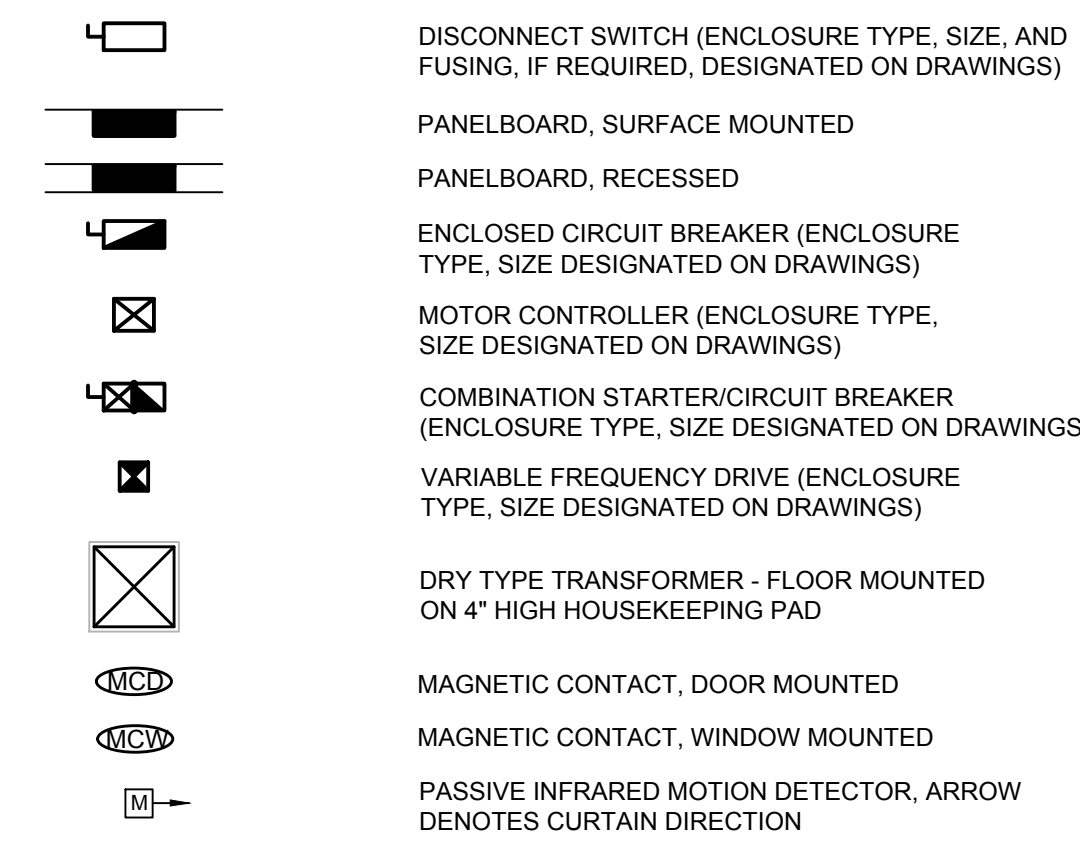 DISCONNECT SWITCH (ENCLOSURE TYPE, SIZE, AND
FUSING, IF REQUIRED, DESIGNATED ON DRAWINGS)
PANELBOARD, SURFACE MOUNTED
PANELBOARD, RECESSED
ENCLOSED CIRCUIT BREAKER (ENCLOSURE
TYPE, SIZE DESIGNATED ON DRAWINGS)
MOTOR CONTROLLER (ENCLOSURE TYPE,
SIZE DESIGNATED ON DRAWINGS)
COMBINATION STARTER/CIRCUIT BREAKER
(ENCLOSURE TYPE, SIZE DESIGNATED ON DRAWINGS
VARIABLE FREQUENCY DRIVE (ENCLOSURE
TYPE, SIZE DESIGNATED ON DRAWINGS)
DRY TYPE TRANSFORMER - FLOOR MOUNTED
ON 4" HIGH HOUSEKEEPING PAD
MCD MAGNETIC CONTACT, DOOR MOUNTED
MCW MAGNETIC CONTACT, WINDOW MOUNTED
M PASSIVE INFRARED MOTION DETECTOR, ARROW
DENOTES CURTAIN DIRECTION